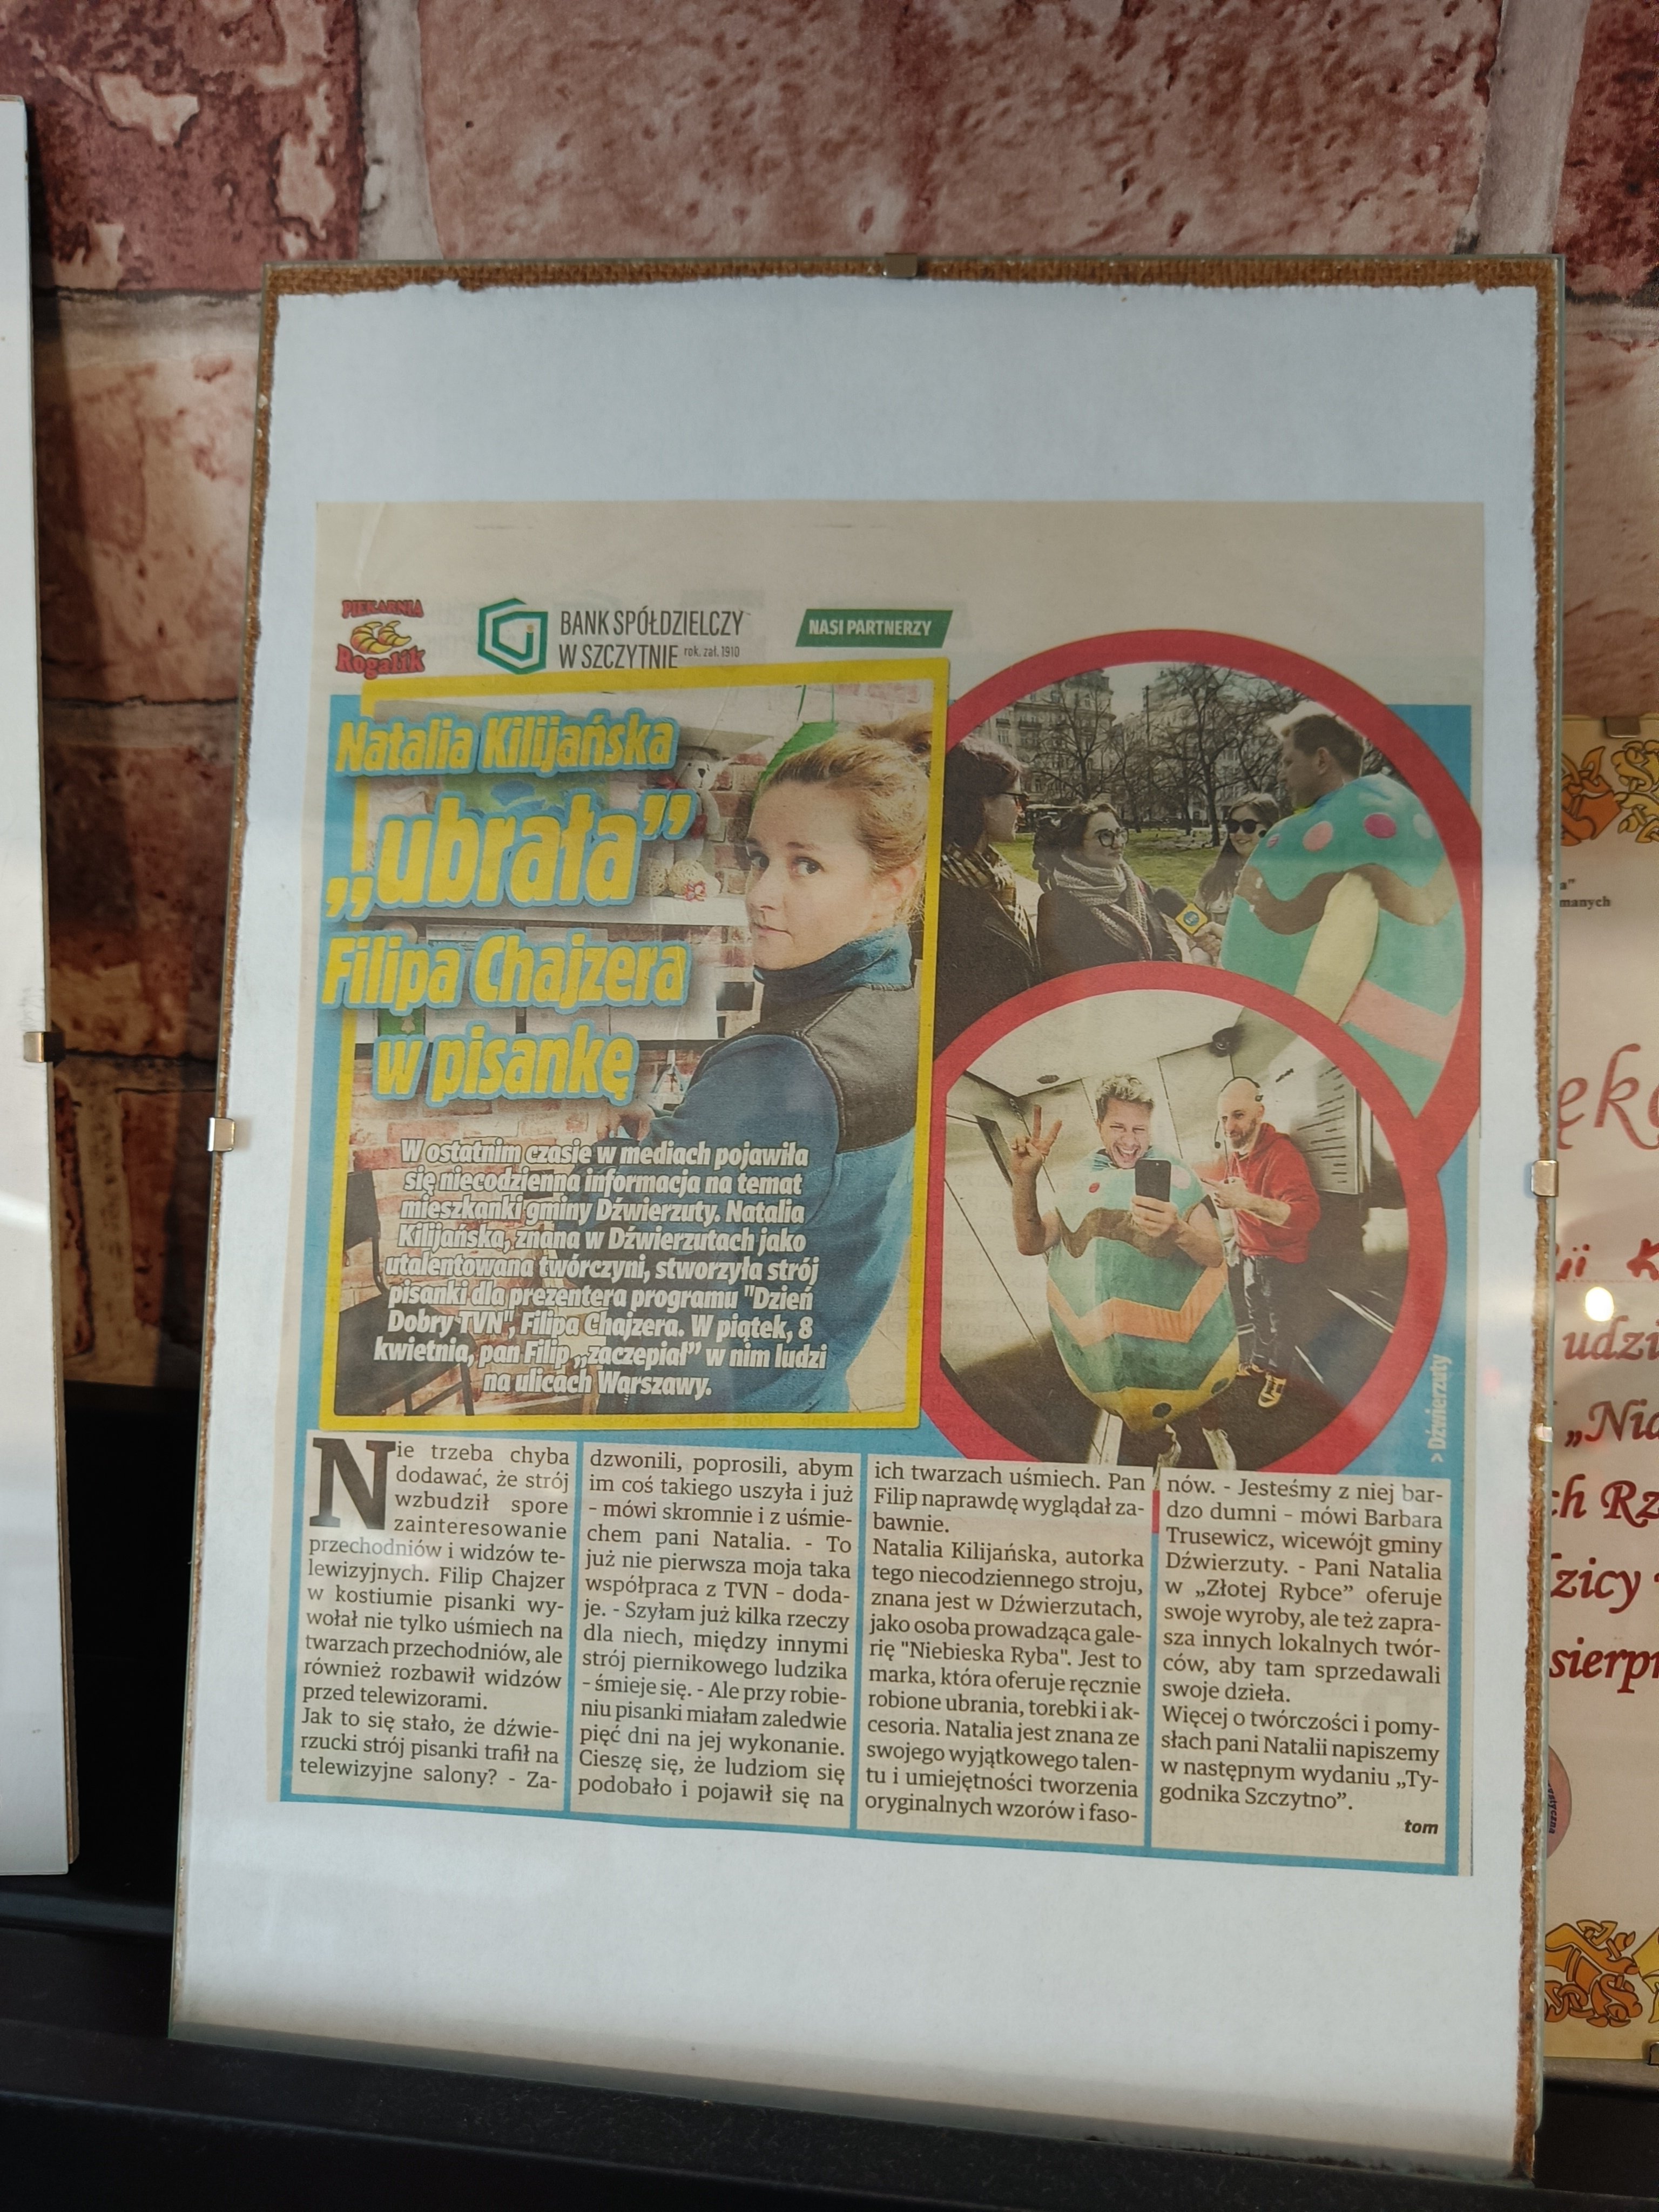 PIEKARNIA
Rogalik
BANK SPÓŁDZIELCZY
W SZCZYTNIE rok. zał. 1910
NASI PARTNERZY
Natalia Kilijańska
„ubrała”
Filipa Chajzera
w pisankę
W ostatnim czasie w mediach pojawiła
się niecodzienna informacja na temat
mieszkanki gminy Dźwierzuty. Natalia
Kilijańska, znana w Dźwierzutach jako
utalentowana twórczyni, stworzyła strój
pisanki dla prezentera programu "Dzień
Dobry TVN", Filipa Chajzera. W piątek, 8
kwietnia, pan Filip „zaczepiał” w nim ludzi
na ulicach Warszawy.
> Dźwierzuty
Nie trzeba chyba
dodawać, że strój
wzbudził spore
zainteresowanie
przechodniów i widzów te-
lewizyjnych. Filip Chajzer
w kostiumie pisanki wy-
wołał nie tylko uśmiech na
twarzach przechodniów, ale
również rozbawił widzów
przed telewizorami.
Jak to się stało, że dźwie-
rzucki strój pisanki trafił na
telewizyjne salony? - Za-
dzwonili, poprosili, abym
im coś takiego uszyła i już
- mówi skromnie i z uśmie-
chem pani Natalia. - To
już nie pierwsza moja taka
współpraca z TVN - doda-
je. - Szyłam już kilka rzeczy
dla niech, między innymi
strój piernikowego ludzika
- śmieje się. - Ale przy robie-
niu pisanki miałam zaledwie
pięć dni na jej wykonanie.
Cieszę się, że ludziom się
podobało i pojawił się na
ich twarzach uśmiech. Pan
Filip naprawdę wyglądał za-
bawnie.
Natalia Kilijańska, autorka
tego niecodziennego stroju,
znana jest w Dźwierzutach,
jako osoba prowadząca gale-
rię "Niebieska Ryba". Jest to
marka, która oferuje ręcznie
robione ubrania, torebki i ak-
cesoria. Natalia jest znana ze
swojego wyjątkowego talen-
tu i umiejętności tworzenia
oryginalnych wzorów i faso-
nów. - Jesteśmy z niej bar-
dzo dumni - mówi Barbara
Trusewicz, wicewójt gminy
Dźwierzuty. - Pani Natalia
w „Złotej Rybce” oferuje
swoje wyroby, ale też zapra-
sza innych lokalnych twór-
ców, aby tam sprzedawali
swoje dzieła.
Więcej o twórczości i pomy-
słach pani Natalii napiszemy
w następnym wydaniu „Ty-
godnika Szczytno”.
tom